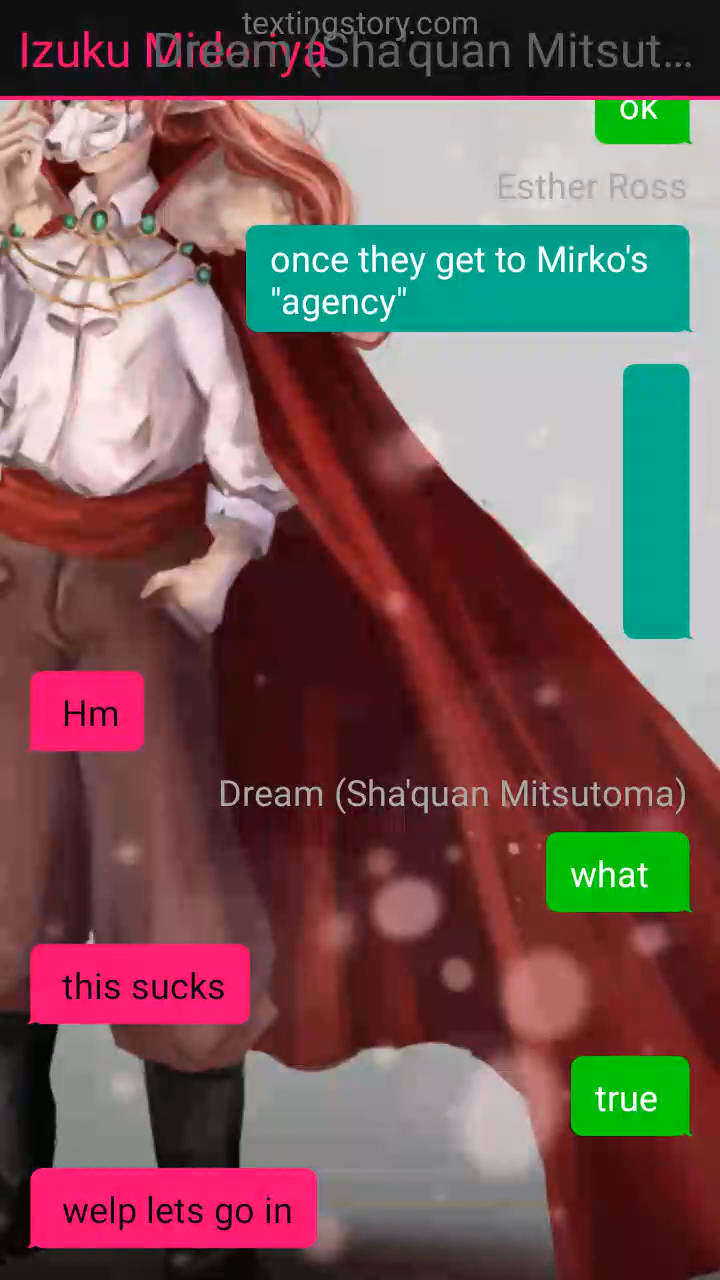 textingstory.com
Izuku Midoriya
Dream (Sha'quan Mitsut...
ok
Esther Ross
once they get to Mirko's
"agency"
Hm
Dream (Sha'quan Mitsutoma)
what
this sucks
true
welp lets go in